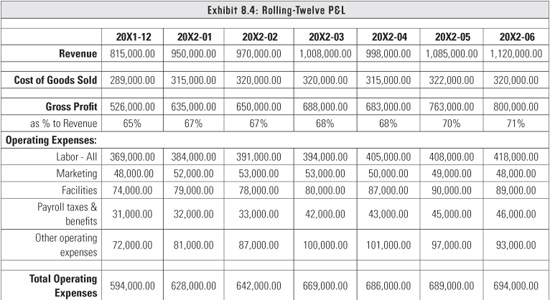 Exhibit 8.4: Rolling-Twelve P&L
20X1-12 20X2-01 20X2-02 20X2-03 20X2-04 20X2-05 20X2-06
Revenue 815,000.00 950,000.00 970,000.00 1,008,000.00 998,000.00 1,085,000.00 1,120,000.00
Cost of Goods Sold 289,000.00 315,000.00 320,000.00 320,000.00 315,000.00 322,000.00 320,000.00
Gross Profit 526,000.00 635,000.00 650,000.00 688,000.00 683,000.00 763,000.00 800,000.00
as % to Revenue 65% 67% 67% 68% 68% 70% 71%
Operating Expenses:
Labor - All 369,000.00 384,000.00 391,000.00 394,000.00 405,000.00 408,000.00 418,000.00
Marketing 48,000.00 52,000.00 53,000.00 53,000.00 50,000.00 49,000.00 48,000.00
Facilities 74,000.00 79,000.00 78,000.00 80,000.00 87,000.00 90,000.00 89,000.00
Payroll taxes &
benefits 31,000.00 32,000.00 33,000.00 42,000.00 43,000.00 45,000.00 46,000.00
Other operating
expenses 72,000.00 81,000.00 87,000.00 100,000.00 101,000.00 97,000.00 93,000.00
Total Operating
Expenses 594,000.00 628,000.00 642,000.00 669,000.00 686,000.00 689,000.00 694,000.00